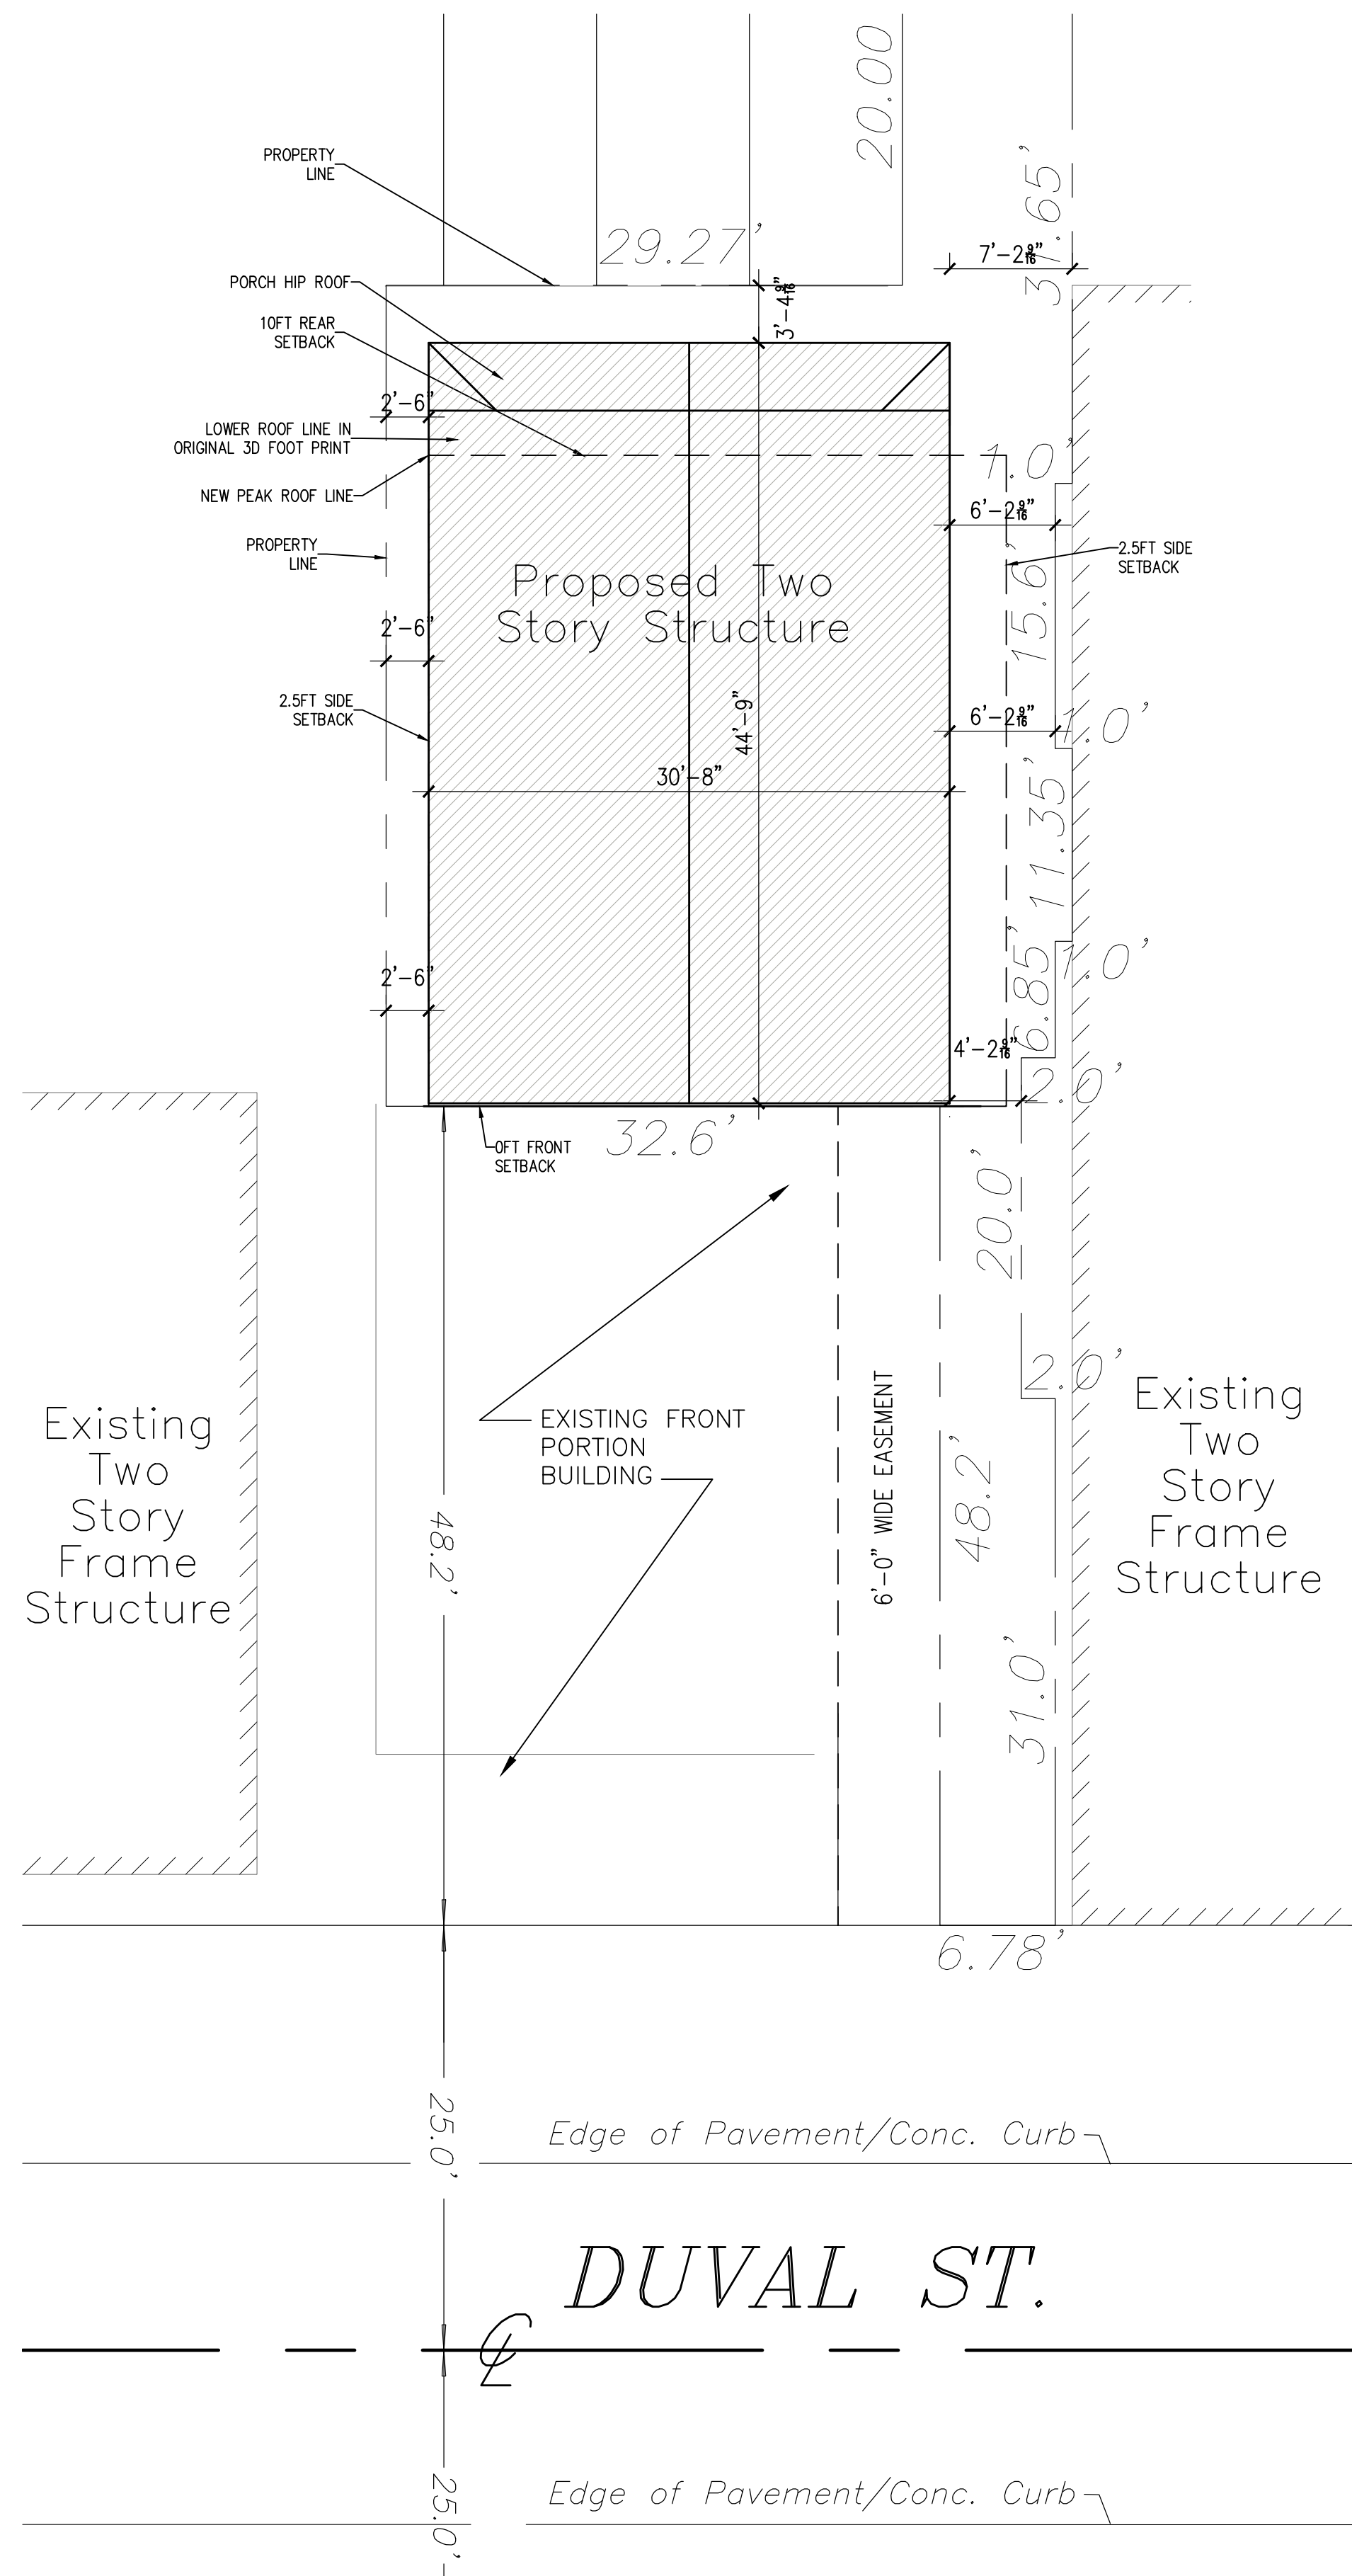 20.00
PROPERTY
LINE
31.65'
29.27'
7'-2 9/16"
3'-4 9/16"
PORCH HIP ROOF
10FT REAR
SETBACK
2'-6"
LOWER ROOF LINE IN
ORIGINAL 3D FOOT PRINT
1.0'
NEW PEAK ROOF LINE
6'-2 9/16"
PROPERTY
LINE
2.5FT SIDE
SETBACK
Proposed Two
Story Structure
15.6'
2'-6"
2.5FT SIDE
SETBACK
44'-9"
6'-2 9/16"
1.0'
30'-8"
11.35'
2'-6"
6.85'
1.0'
4'-2 9/16"
2.0'
32.6'
0FT FRONT
SETBACK
20.0'
2.0'
EXISTING FRONT
PORTION
BUILDING
6'-0" WIDE EASEMENT
48.2'
48.2'
Existing
Two
Story
Frame
Structure
Existing
Two
Story
Frame
Structure
31.0'
6.78'
25.0'
Edge of Pavement/Conc. Curb
DUVAL ST.
CL
Edge of Pavement/Conc. Curb
25.0'